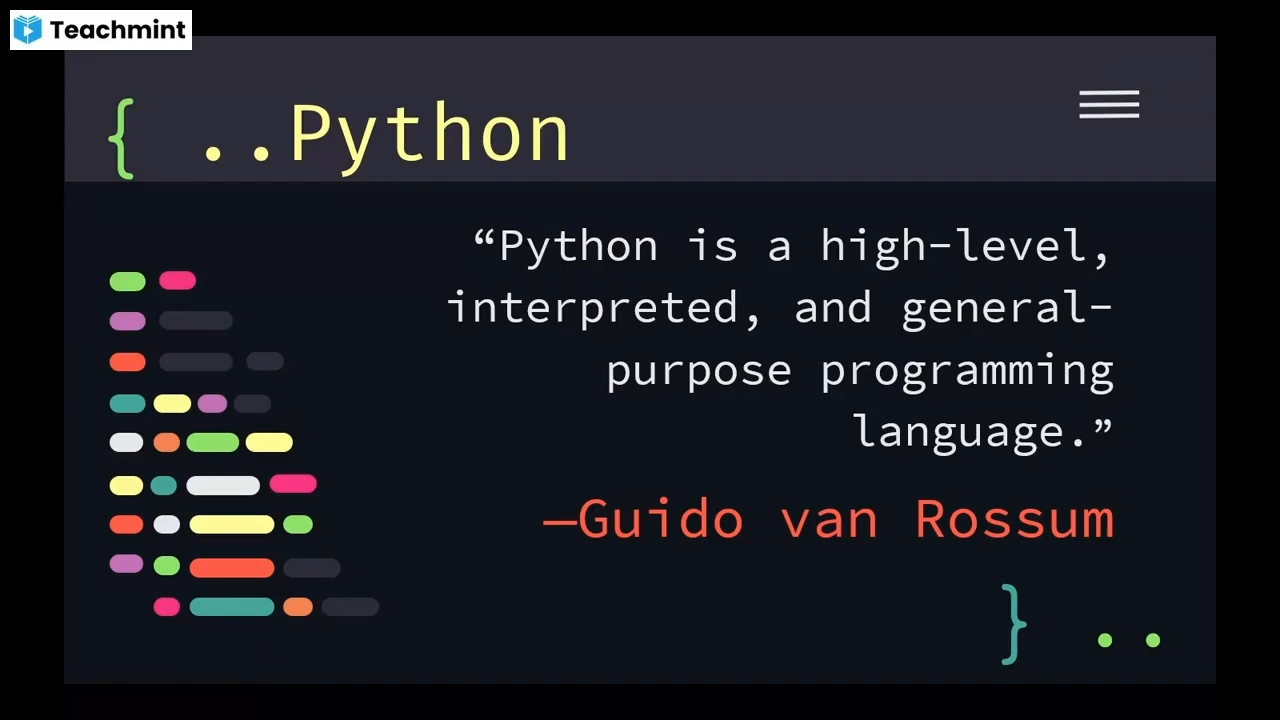 Teachmint
{ ..Python
“Python is a high-level,
interpreted, and general-
purpose programming
language.”
—Guido van Rossum
} ..